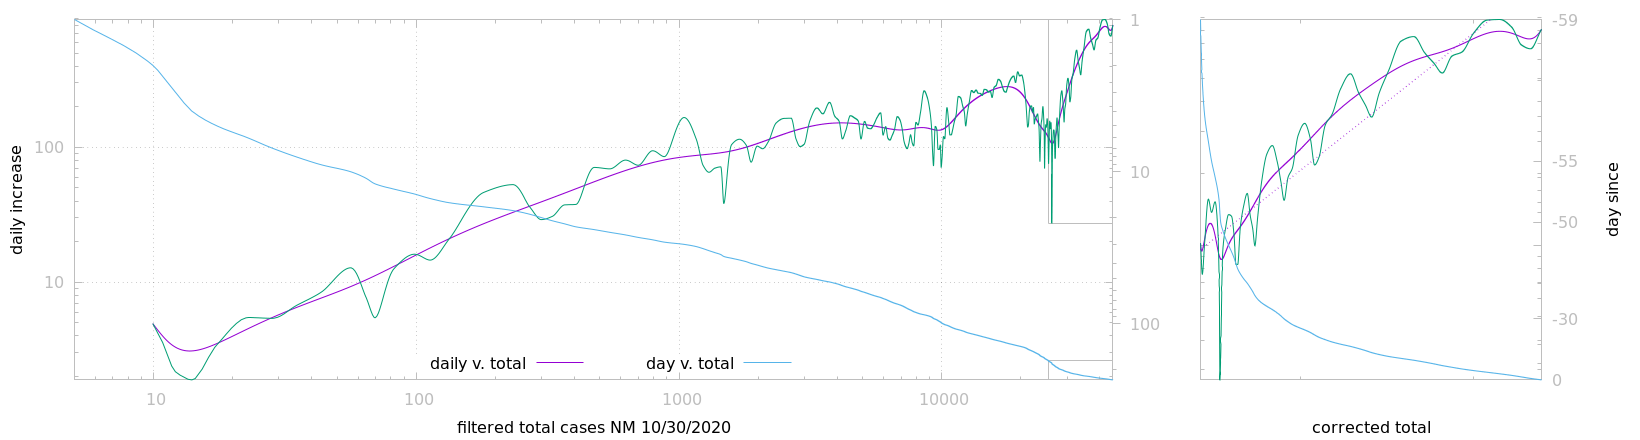 daily increase
100
10
10
100
1000
10000
filtered total cases NM 10/30/2020
daily v. total
day v. total
1
10
100
-59
-55
-50
-30
0
day since
corrected total